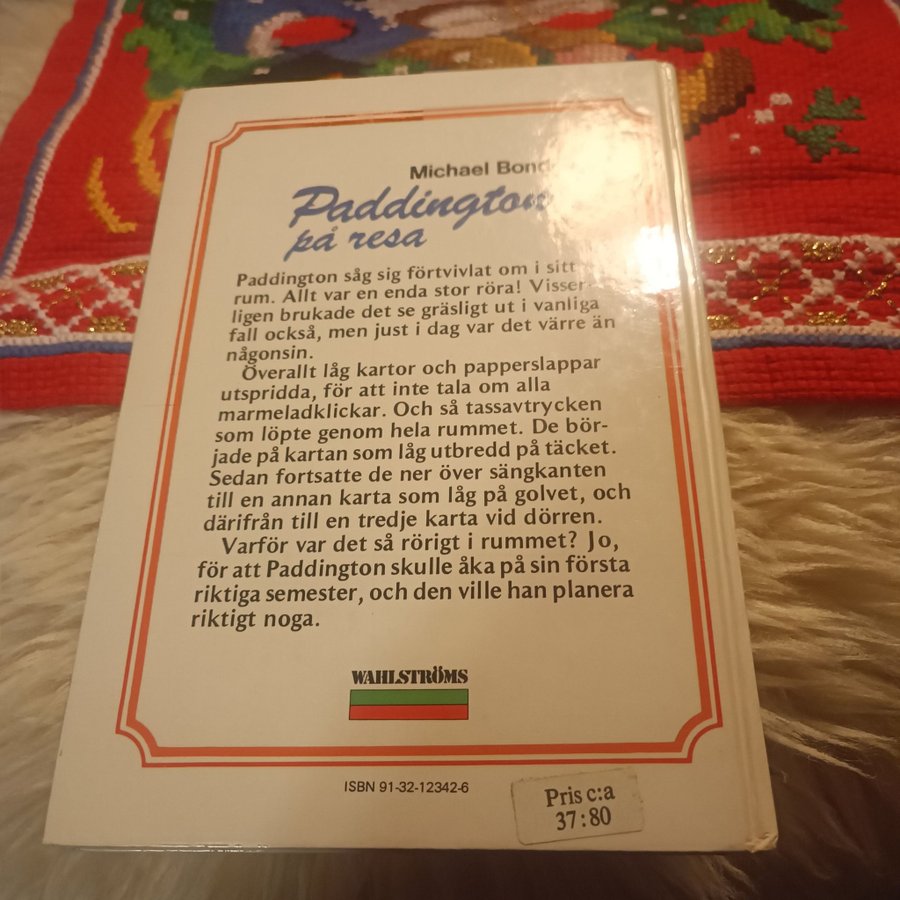 Michael Bond
Paddington
på resa
Paddington såg sig förtvivlat om i sitt
rum. Allt var en enda stor röra! Visser-
ligen brukade det se gräsligt ut i vanliga
fall också, men just i dag var det värre än
någonsin.
Överallt låg kartor och papperslappar
utspridda, för att inte tala om alla
marmeladklickar. Och så tassavtrycken
som löpte genom hela rummet. De bör-
jade på kartan som låg utbredd på täcket.
Sedan fortsatte de ner över sängkanten
till en annan karta som låg på golvet, och
därifrån till en tredje karta vid dörren.
Varför var det så rörigt i rummet? Jo,
för att Paddington skulle åka på sin första
riktiga semester, och den ville han planera
riktigt noga.
WAHLSTRÖMS
ISBN 91-32-12342-6
Pris c:a
37:80